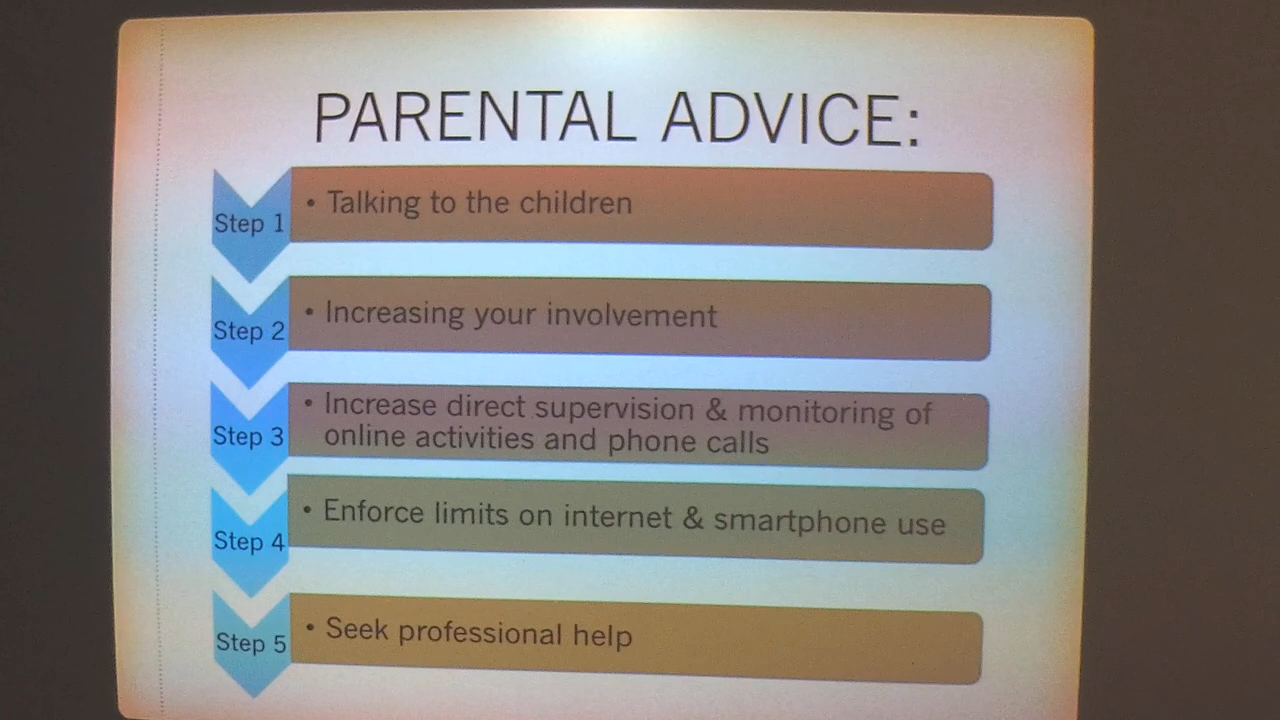 PARENTAL ADVICE:
Step 1
• Talking to the children
Step 2
• Increasing your involvement
Step 3
• Increase direct supervision & monitoring of
online activities and phone calls
Step 4
• Enforce limits on internet & smartphone use
Step 5
• Seek professional help